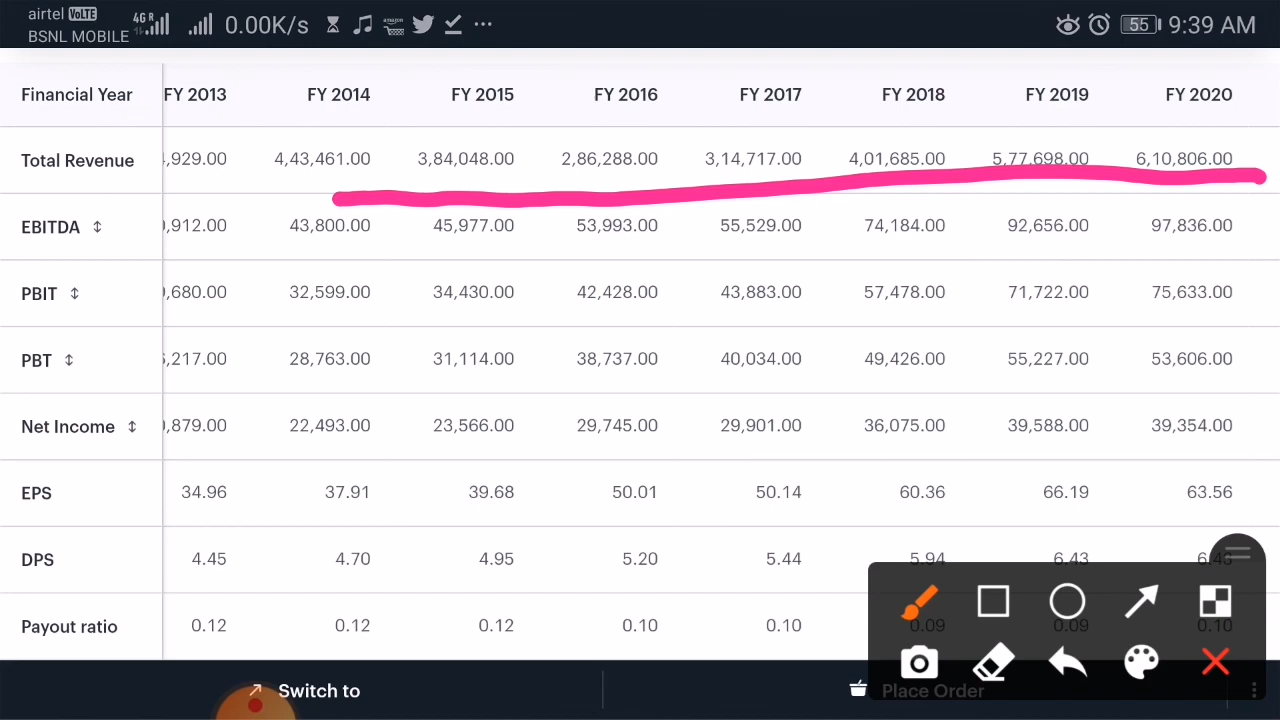 airtel VoLTE 4G R 0.00K/s amazon ... 55 9:39 AM
BSNL MOBILE
Financial Year FY 2013 FY 2014 FY 2015 FY 2016 FY 2017 FY 2018 FY 2019 FY 2020
Total Revenue ,929.00 4,43,461.00 3,84,048.00 2,86,288.00 3,14,717.00 4,01,685.00 5,77,698.00 6,10,806.00
EBITDA ,912.00 43,800.00 45,977.00 53,993.00 55,529.00 74,184.00 92,656.00 97,836.00
PBIT ,680.00 32,599.00 34,430.00 42,428.00 43,883.00 57,478.00 71,722.00 75,633.00
PBT ,217.00 28,763.00 31,114.00 38,737.00 40,034.00 49,426.00 55,227.00 53,606.00
Net Income ,879.00 22,493.00 23,566.00 29,745.00 29,901.00 36,075.00 39,588.00 39,354.00
EPS 34.96 37.91 39.68 50.01 50.14 60.36 66.19 63.56
DPS 4.45 4.70 4.95 5.20 5.44 5.94 6.43
Payout ratio 0.12 0.12 0.12 0.10 0.10 0.09 0.09 0.10
Switch to Place Order